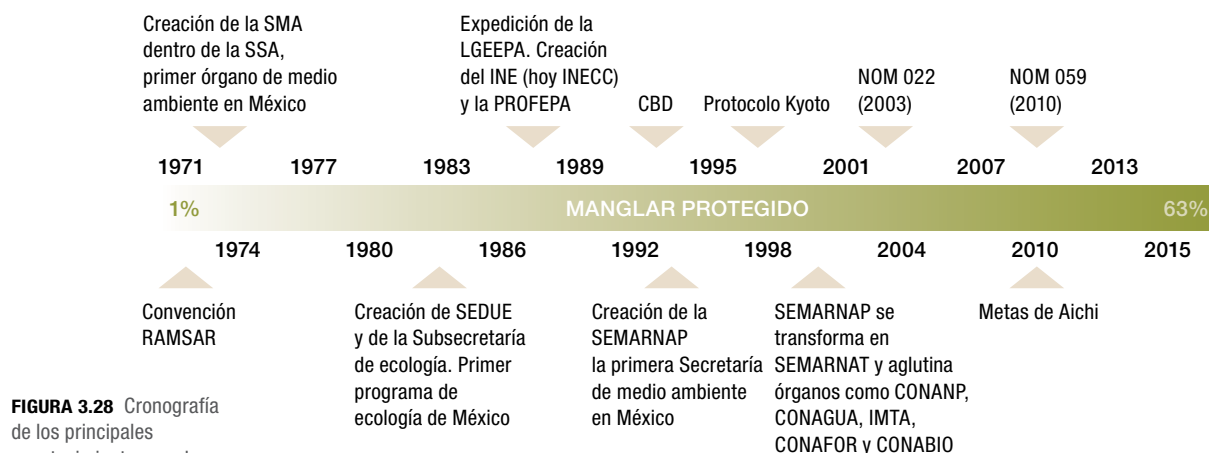 Creación de la SMA
dentro de la SSA,
primer órgano de medio
ambiente en México
Expedición de la
LGEEPA. Creación
del INE (hoy INECC)
y la PROFEPA
CBD
Protocolo Kyoto
NOM 022
(2003)
NOM 059
(2010)
1971 1977 1983 1989 1995 2001 2007 2013
1% MANGLAR PROTEGIDO 63%
1974 1980 1986 1992 1998 2004 2010 2015
Convención
RAMSAR
Creación de SEDUE
y de la Subsecretaría
de ecología. Primer
programa de
ecología de México
Creación de la
SEMARNAP
la primera Secretaría
de medio ambiente
en México
SEMARNAP se
transforma en
SEMARNAT y aglutina
órganos como CONANP,
CONAGUA, IMTA,
CONAFOR y CONABIO
Metas de Aichi
FIGURA 3.28 Cronografía
de los principales